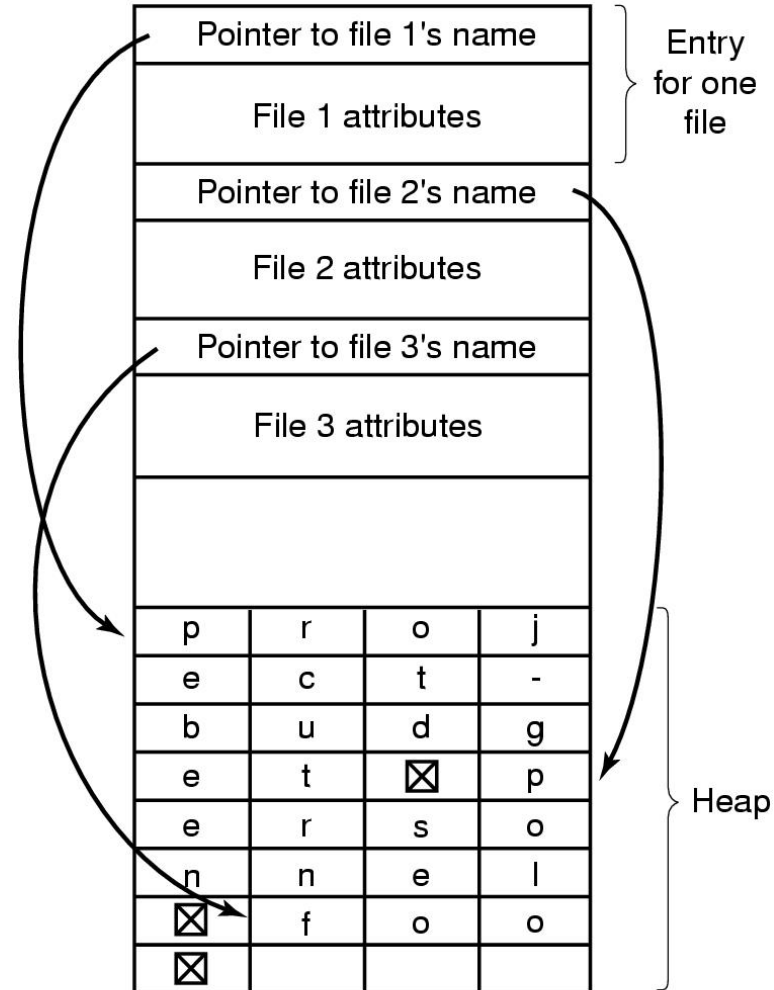 Pointer to file 1's name
File 1 attributes
Entry
for one
file
Pointer to file 2's name
File 2 attributes
Pointer to file 3's name
File 3 attributes
p r o j
e c t -
b u d g
e t ☒ p
e r s o
n n e l
☒ f o o
☒
Heap